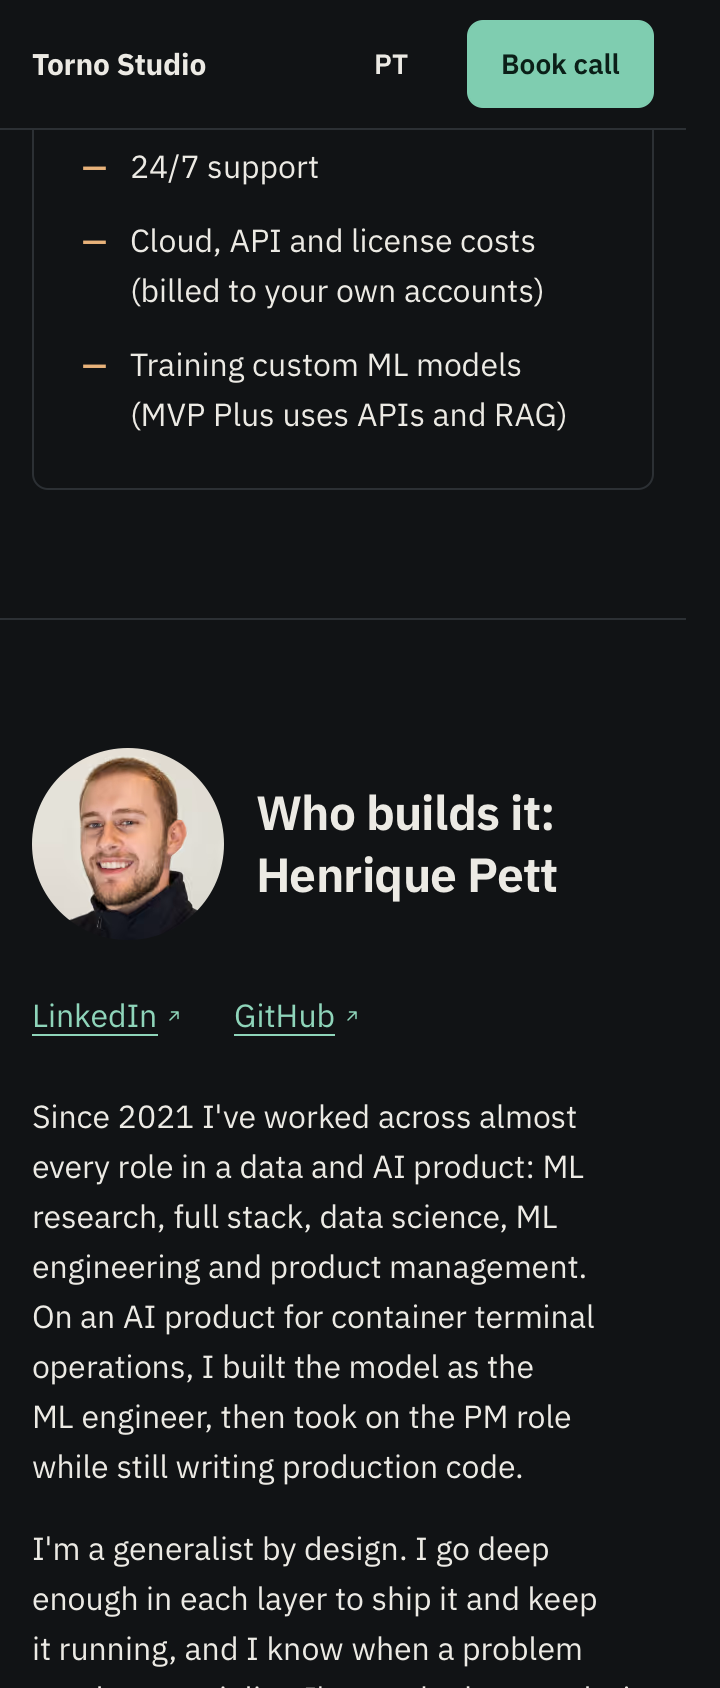 Torno Studio
PT
Book call
— 24/7 support
— Cloud, API and license costs
(billed to your own accounts)
— Training custom ML models
(MVP Plus uses APIs and RAG)
Who builds it:
Henrique Pett
LinkedIn ↗
GitHub ↗
Since 2021 I've worked across almost
every role in a data and AI product: ML
research, full stack, data science, ML
engineering and product management.
On an AI product for container terminal
operations, I built the model as the
ML engineer, then took on the PM role
while still writing production code.
I'm a generalist by design. I go deep
enough in each layer to ship it and keep
it running, and I know when a problem